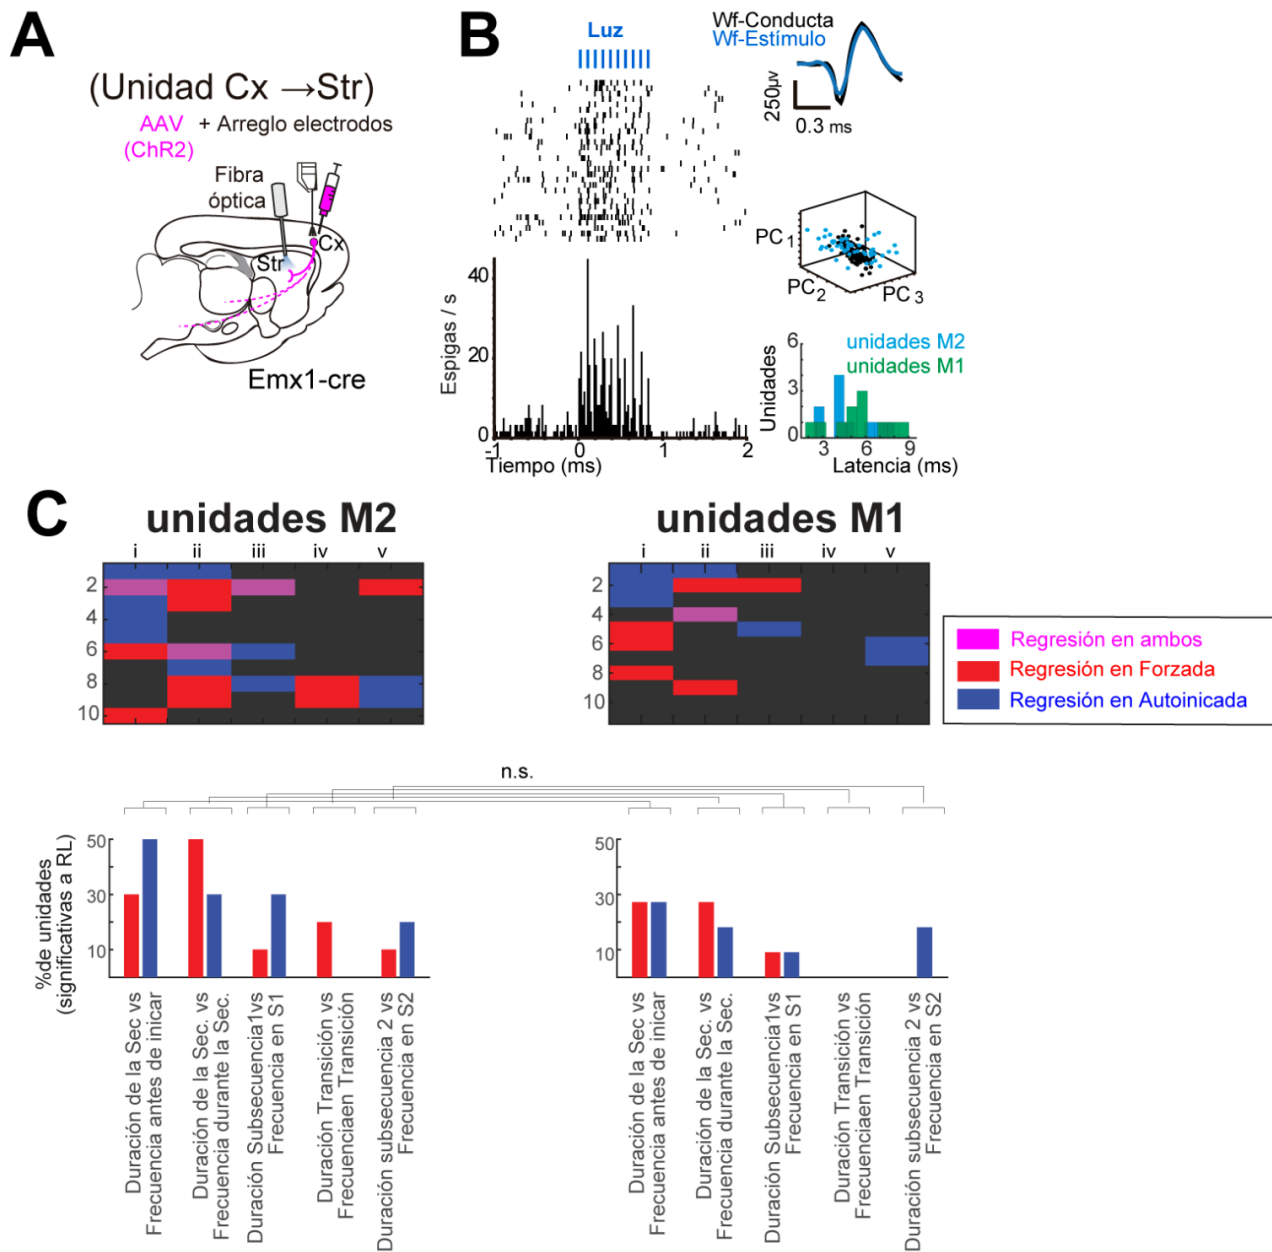 A
(Unidad Cx →Str)
AAV + Arreglo electrodos
(ChR2)
Fibra
óptica
Cx
Str
Emx1-cre
B
Luz
Wf-Conducta
Wf-Estímulo
250µv
0.3 ms
Espigas / s
40
20
0
-1
0
1
2
Tiempo (ms)
PC 1
PC 2
PC 3
Unidades
6
3
0
unidades M2
unidades M1
3
6
9
Latencia (ms)
C
unidades M2
i ii iii iv v
2
4
6
8
10
unidades M1
i ii iii iv v
2
4
6
8
10
Regresión en ambos
Regresión en Forzada
Regresión en Autoinicada
n.s.
%de unidades
(significativas a RL)
50
30
10
Duración de la Sec vs
Frecuencia antes de inicar
Duración de la Sec. vs
Frecuencia durante la Sec.
Duración Subsecuencia1vs
Frecuencia en S1
Duración Transición vs
Frecuenciaen Transición
Duración subsecuencia 2 vs
Frecuencia en S2
50
30
10
Duración de la Sec vs
Frecuencia antes de inicar
Duración de la Sec. vs
Frecuencia durante la Sec.
Duración Subsecuencia1vs
Frecuencia en S1
Duración Transición vs
Frecuenciaen Transición
Duración subsecuencia 2 vs
Frecuencia en S2